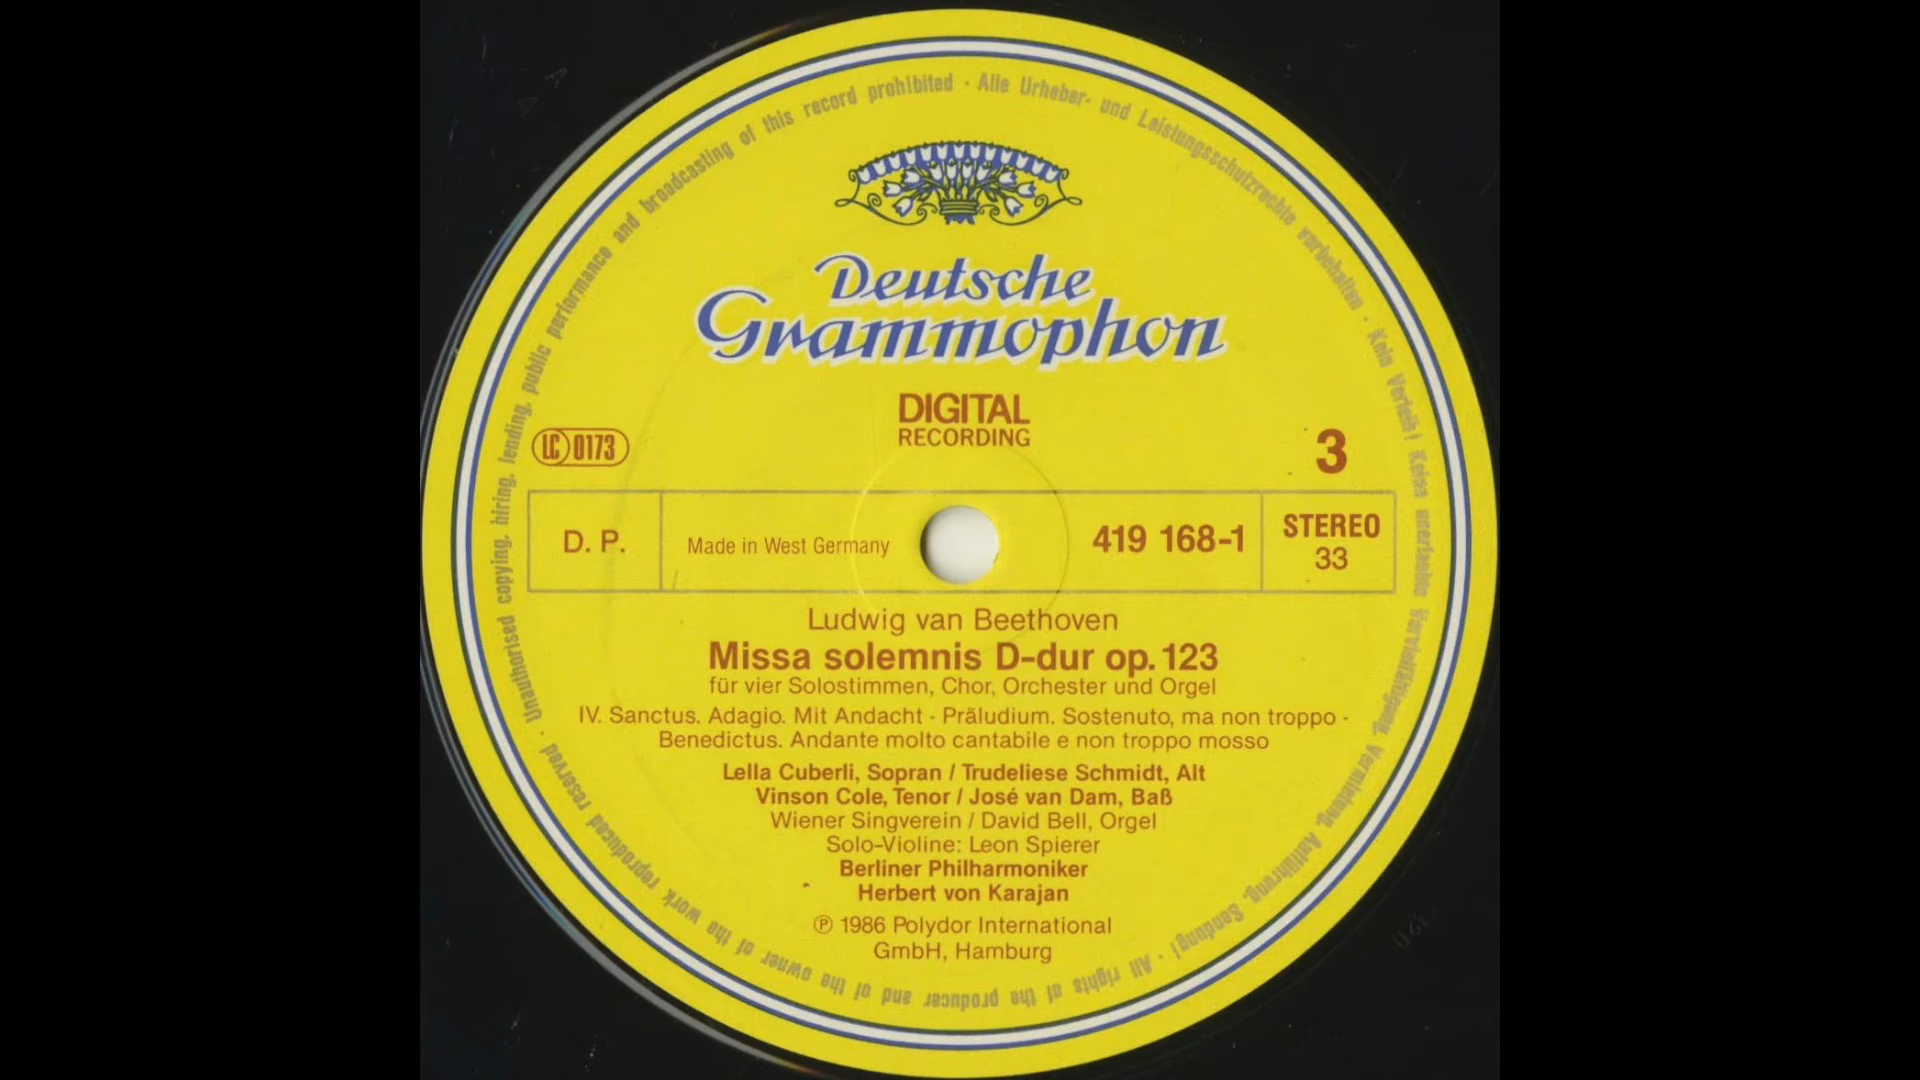 Unauthorised copying, hiring, lending, public performance and broadcasting of this record prohibited · Alle Urheber- und Leistungsschutzrechte vorbehalten · Kein Verleih! Keine unerlaubte Vervielfältigung, Vermietung, Aufführung, Sendung! · All rights of the producer and of the owner of the work reproduced reserved ·
Deutsche
Grammophon
DIGITAL
RECORDING
LC 0173
3
D. P.
Made in West Germany
419 168-1
STEREO
33
Ludwig van Beethoven
Missa solemnis D-dur op. 123
für vier Solostimmen, Chor, Orchester und Orgel
IV. Sanctus. Adagio. Mit Andacht - Präludium. Sostenuto, ma non troppo -
Benedictus. Andante molto cantabile e non troppo mosso
Lella Cuberli, Sopran / Trudeliese Schmidt, Alt
Vinson Cole, Tenor / José van Dam, Baß
Wiener Singverein / David Bell, Orgel
Solo-Violine: Leon Spierer
Berliner Philharmoniker
Herbert von Karajan
℗ 1986 Polydor International
GmbH, Hamburg